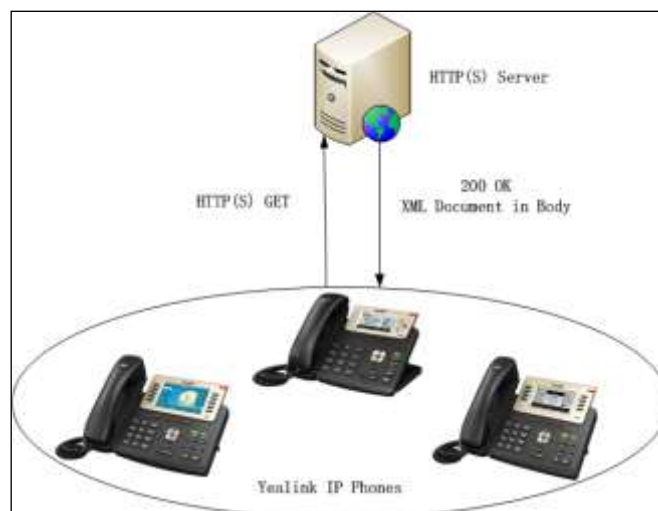 HTTP(S) Server
HTTP(S) GET
200 OK
XML Document in Body
Yealink IP Phones